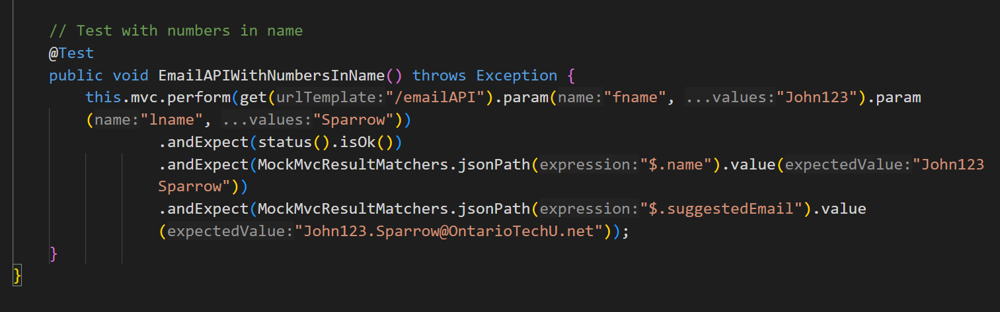 // Test with numbers in name
@Test
public void EmailAPIWithNumbersInName() throws Exception {
this.mvc.perform(get(urlTemplate:"/emailAPI").param(name:"fname", ...values:"John123").param
(name:"lname", ...values:"Sparrow"))
.andExpect(status().isOk())
.andExpect(MockMvcResultMatchers.jsonPath(expression:"$.name").value(expectedValue:"John123
Sparrow"))
.andExpect(MockMvcResultMatchers.jsonPath(expression:"$.suggestedEmail").value
(expectedValue:"John123.Sparrow@OntarioTechU.net"));
}
}